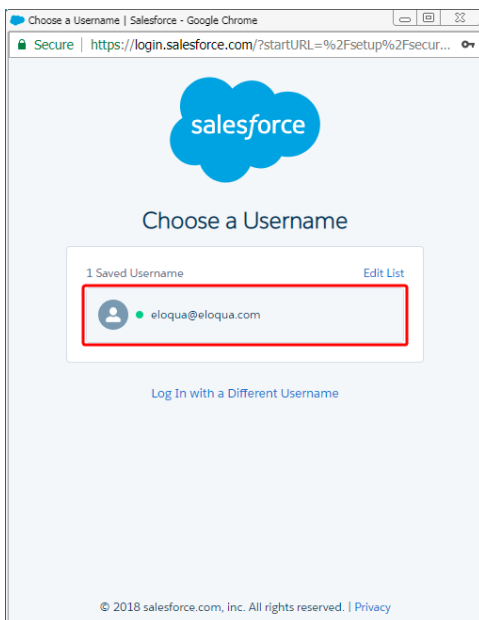 Choose a Username | Salesforce - Google Chrome
Secure | https://login.salesforce.com/?startURL=%2Fsetup%2Fsecur...
salesforce
Choose a Username
1 Saved Username Edit List
eloqua@eloqua.com
Log In with a Different Username
© 2018 salesforce.com, inc. All rights reserved. | Privacy